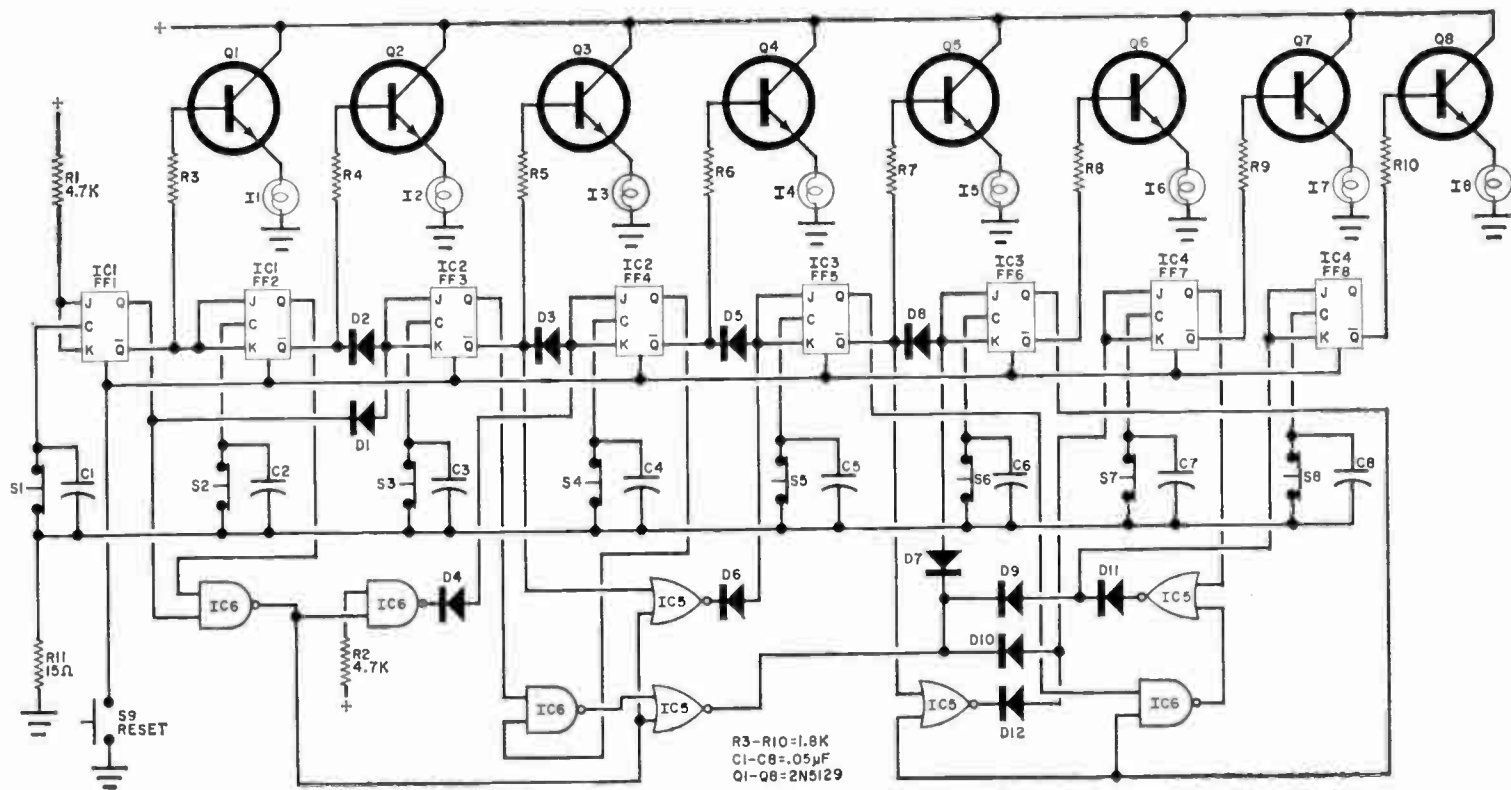 +
Q1
Q2
Q3
Q4
Q5
Q6
Q7
Q8
+
R1
4.7K
R3
R4
R5
R6
R7
R8
R9
R10
I1
I2
I3
I4
I5
I6
I7
I8
IC1
FF1
IC1
FF2
IC2
FF3
IC2
FF4
IC3
FF5
IC3
FF6
IC4
FF7
IC4
FF8
J Q
C
K Q̅
J Q
C
K Q̅
J Q
C
K Q̅
J Q
C
K Q̅
J Q
C
K Q̅
J Q
C
K Q̅
J Q
C
K Q̅
J Q
C
K Q̅
D2
D3
D5
D8
D1
S1
C1
S2
C2
S3
C3
S4
C4
S5
C5
S6
C6
S7
C7
S8
C8
D7
D4
D6
D9
D11
IC6
IC6
IC5
IC5
D10
R11
15Ω
R2
4.7K
+
S9
RESET
IC6
IC5
IC5
D12
IC6
R3-R10=1.8K
C1-C8=.05µF
Q1-Q8=2N5129